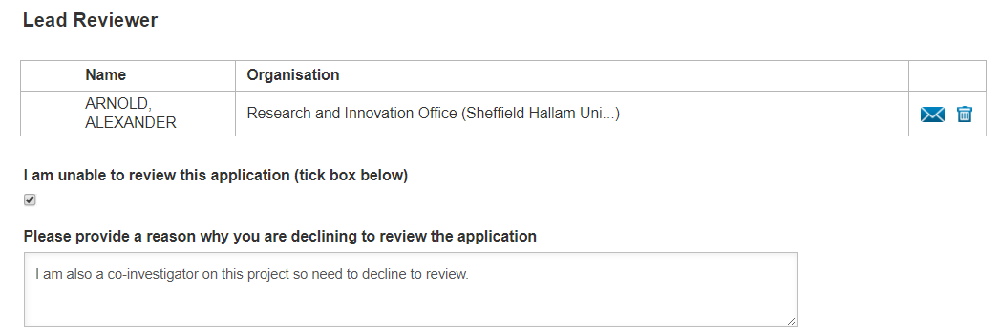 Lead Reviewer
Name Organisation
ARNOLD,
ALEXANDER
Research and Innovation Office (Sheffield Hallam Uni...)
I am unable to review this application (tick box below)
Please provide a reason why you are declining to review the application
I am also a co-investigator on this project so need to decline to review.